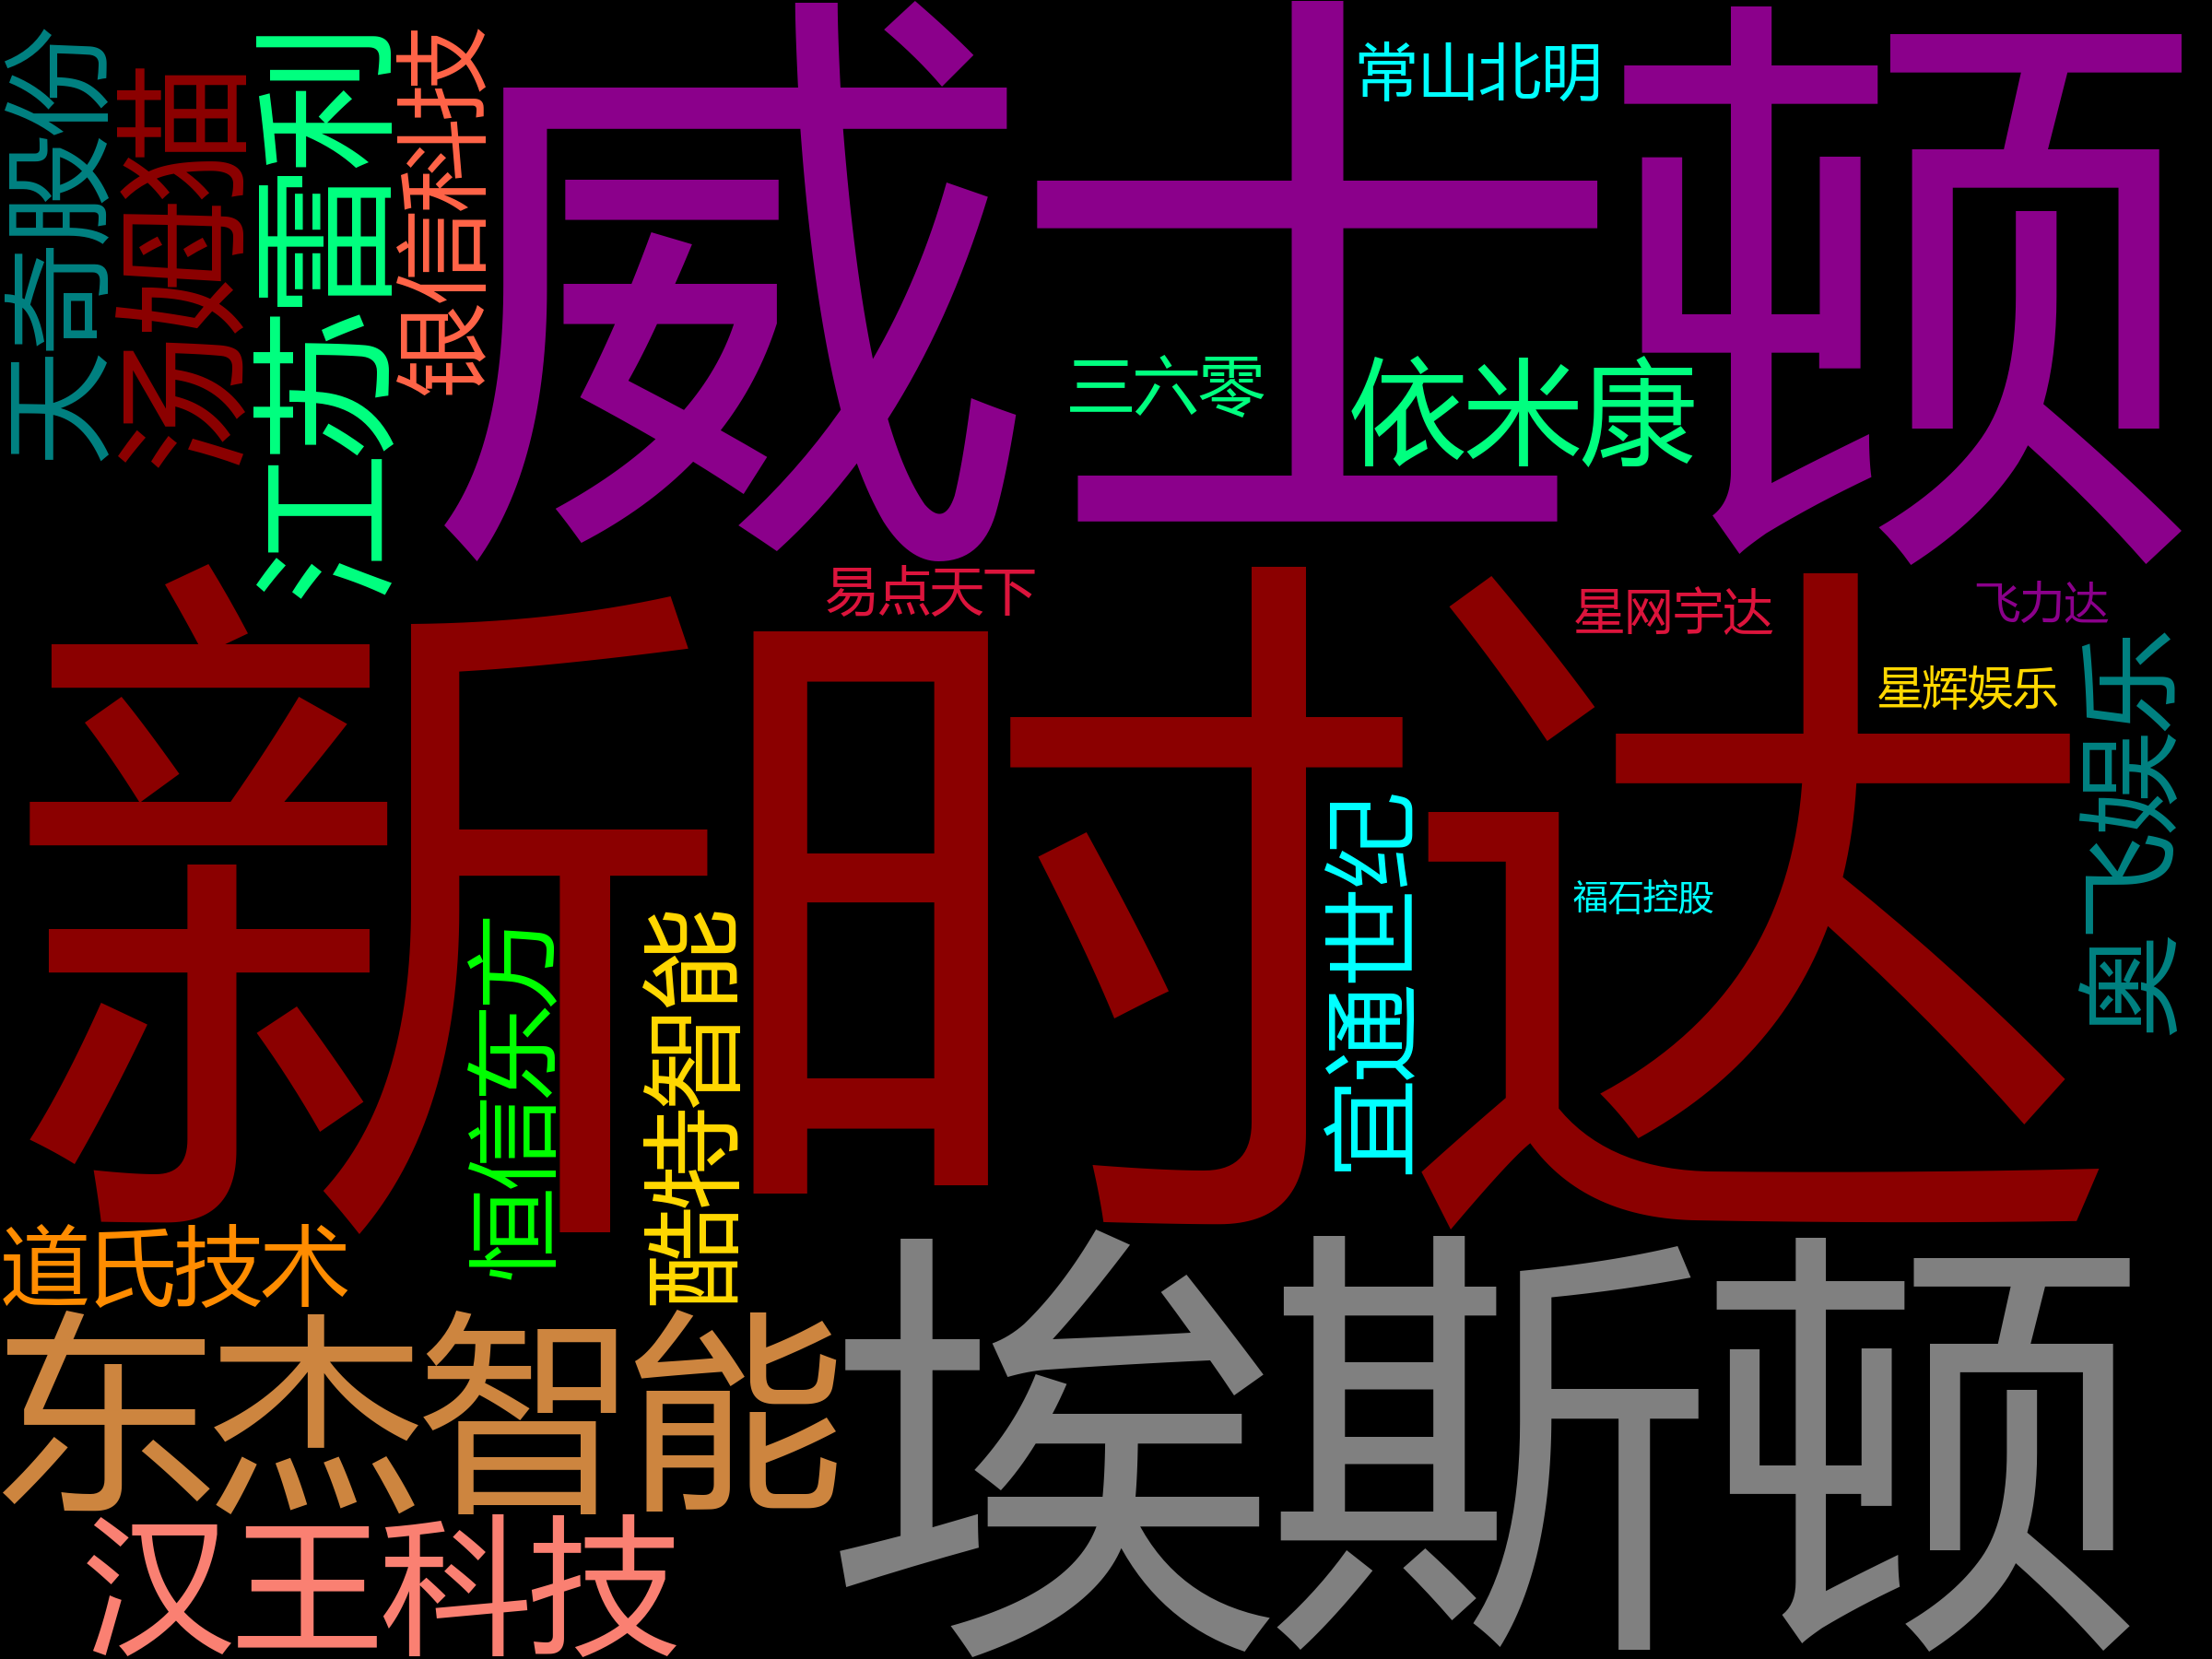 天奇股份
汤姆猫
江苏雷利
银信科技
威士顿
常山北明
三六零
依米康
新时达
易点天下
星网宇达
飞力达
星辉娱乐
奥飞娱乐
福石控股
宜通世纪
恒信东方
酷特智能
道氏技术
东杰智能
汉王科技
埃斯顿